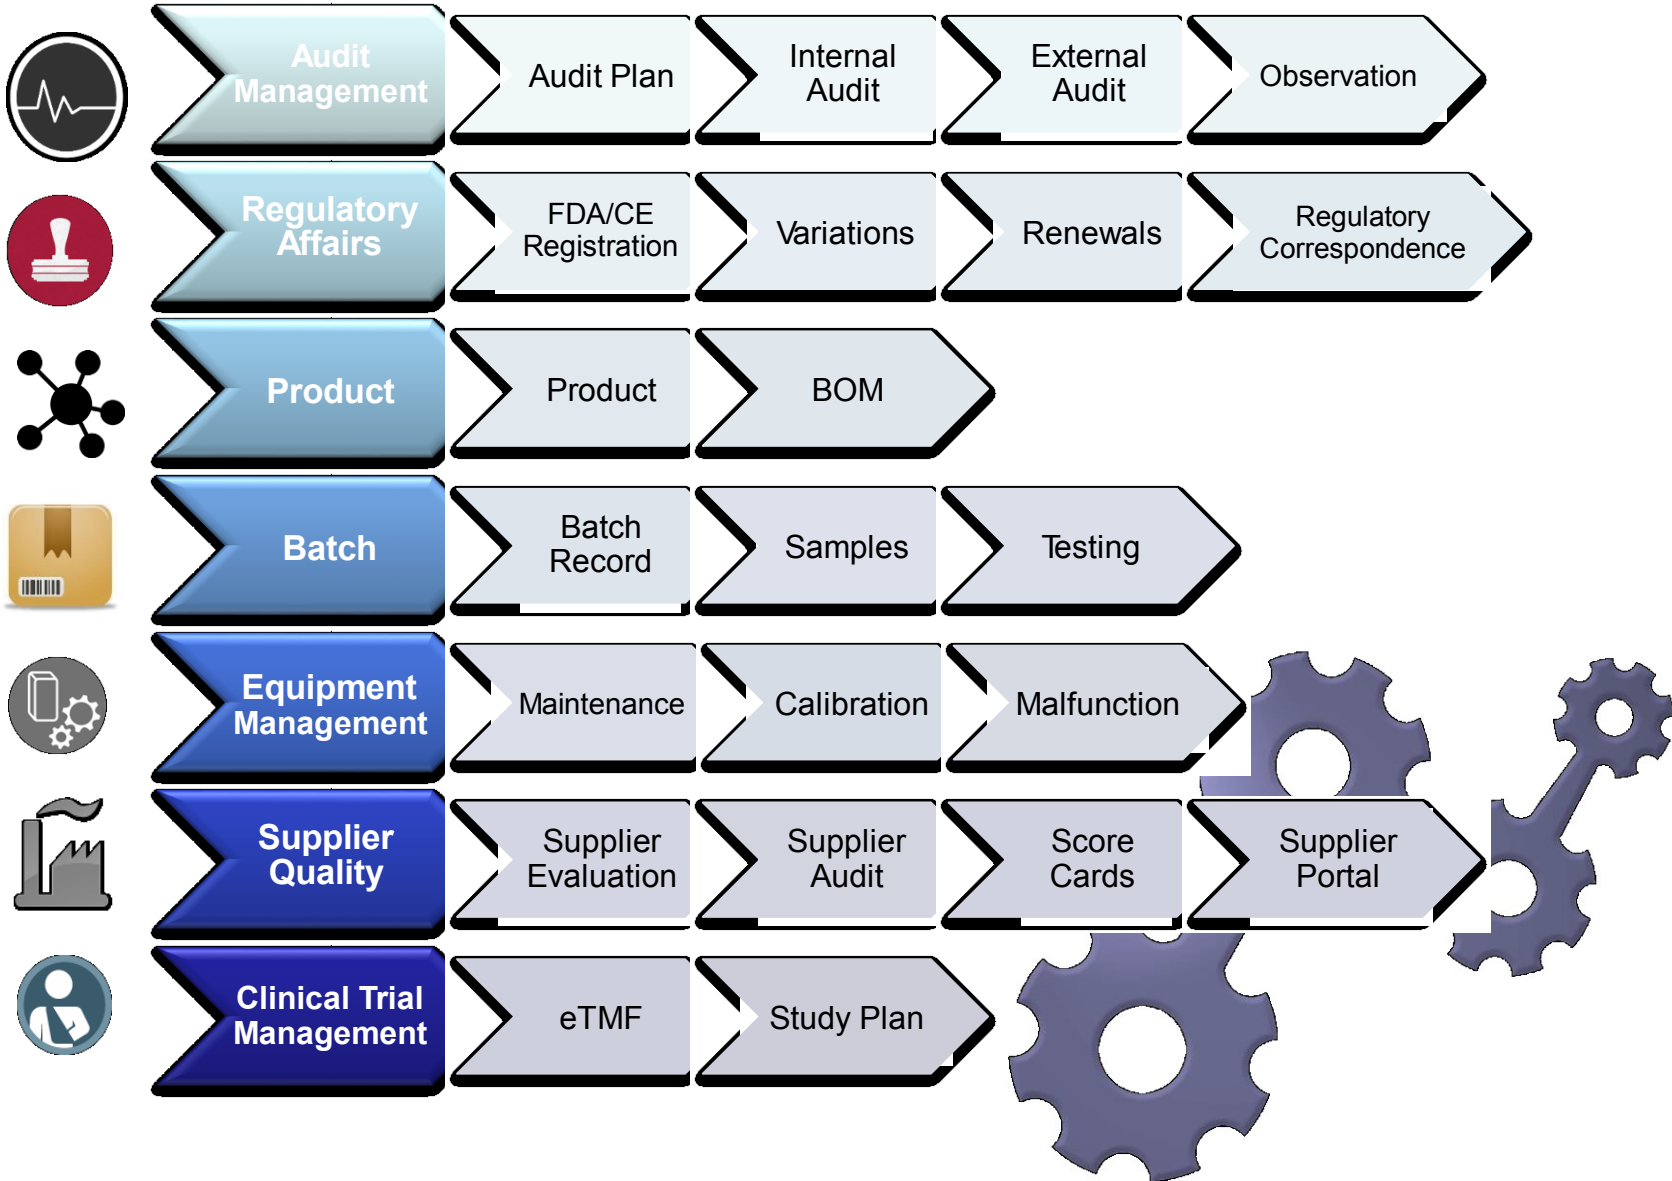 Audit
Management
Audit Plan
Internal
Audit
External
Audit
Observation
Regulatory
Affairs
FDA/CE
Registration
Variations
Renewals
Regulatory
Correspondence
Product
Product
BOM
Batch
Batch
Record
Samples
Testing
Equipment
Management
Maintenance
Calibration
Malfunction
Supplier
Quality
Supplier
Evaluation
Supplier
Audit
Score
Cards
Supplier
Portal
Clinical Trial
Management
eTMF
Study Plan